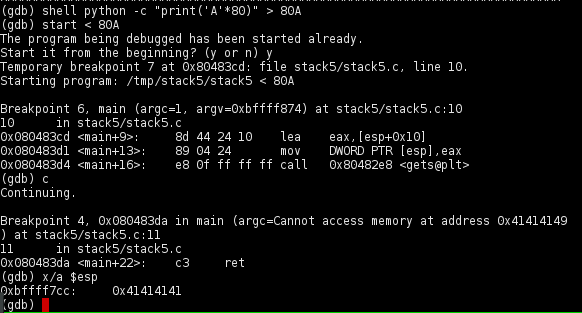 (gdb) shell python -c "print('A'*80)" > 80A
(gdb) start < 80A
The program being debugged has been started already.
Start it from the beginning? (y or n) y
Temporary breakpoint 7 at 0x80483cd: file stack5/stack5.c, line 10.
Starting program: /tmp/stack5/stack5 < 80A

Breakpoint 6, main (argc=1, argv=0xbffff874) at stack5/stack5.c:10
10      in stack5/stack5.c
0x080483cd <main+9>:     8d 44 24 10     lea    eax,[esp+0x10]
0x080483d1 <main+13>:    89 04 24        mov    DWORD PTR [esp],eax
0x080483d4 <main+16>:    e8 0f ff ff ff call   0x80482e8 <gets@plt>
(gdb) c
Continuing.

Breakpoint 4, 0x080483da in main (argc=Cannot access memory at address 0x41414149
) at stack5/stack5.c:11
11      in stack5/stack5.c
0x080483da <main+22>:    c3      ret
(gdb) x/a $esp
0xbffff7cc:     0x41414141
(gdb)